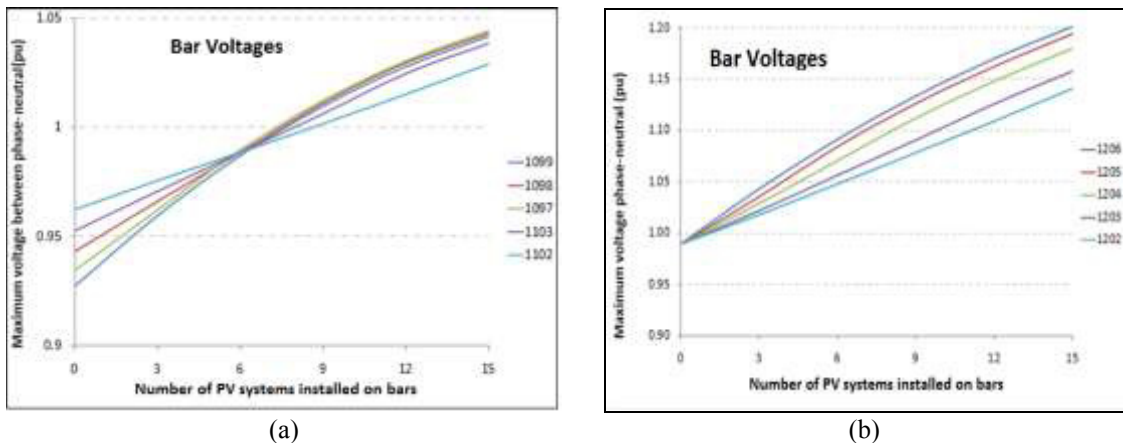 Bar Voltages
Maximum voltage between phase-neutral(pu)
1.05
1
0.95
0.9
0 3 6 9 12 15
Number of PV systems installed on bars
1099
1098
1097
1103
1102
(a)
Bar Voltages
Maximum voltage phase-neutral (pu)
1.20
1.15
1.10
1.05
1.00
0.95
0.90
0 3 6 9 12 15
Number of PV systems installed on bars
1206
1205
1204
1203
1202
(b)